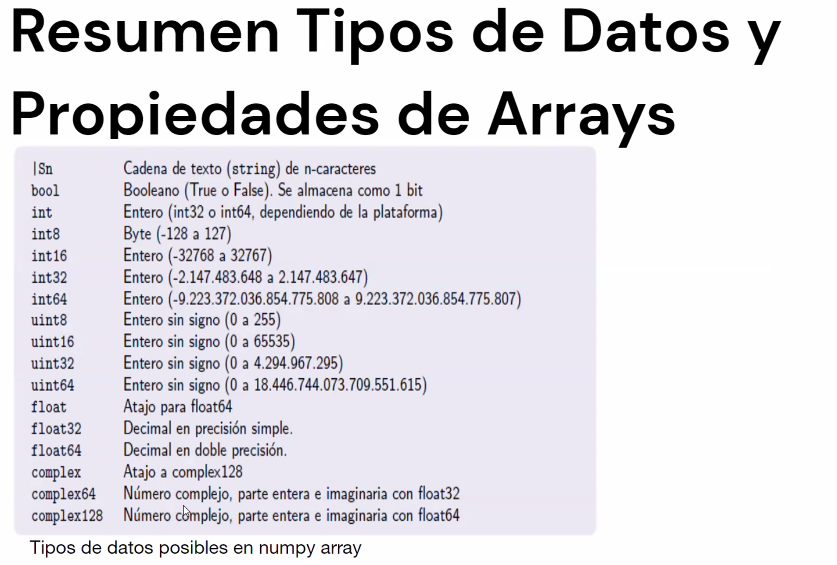 Resumen Tipos de Datos y
Propiedades de Arrays
|Sn Cadena de texto (string) de n-caracteres
bool Booleano (True o False). Se almacena como 1 bit
int Entero (int32 o int64, dependiendo de la plataforma)
int8 Byte (-128 a 127)
int16 Entero (-32768 a 32767)
int32 Entero (-2.147.483.648 a 2.147.483.647)
int64 Entero (-9.223.372.036.854.775.808 a 9.223.372.036.854.775.807)
uint8 Entero sin signo (0 a 255)
uint16 Entero sin signo (0 a 65535)
uint32 Entero sin signo (0 a 4.294.967.295)
uint64 Entero sin signo (0 a 18.446.744.073.709.551.615)
float Atajo para float64
float32 Decimal en precisión simple.
float64 Decimal en doble precisión.
complex Atajo a complex128
complex64 Número complejo, parte entera e imaginaria con float32
complex128 Número complejo, parte entera e imaginaria con float64
Tipos de datos posibles en numpy array